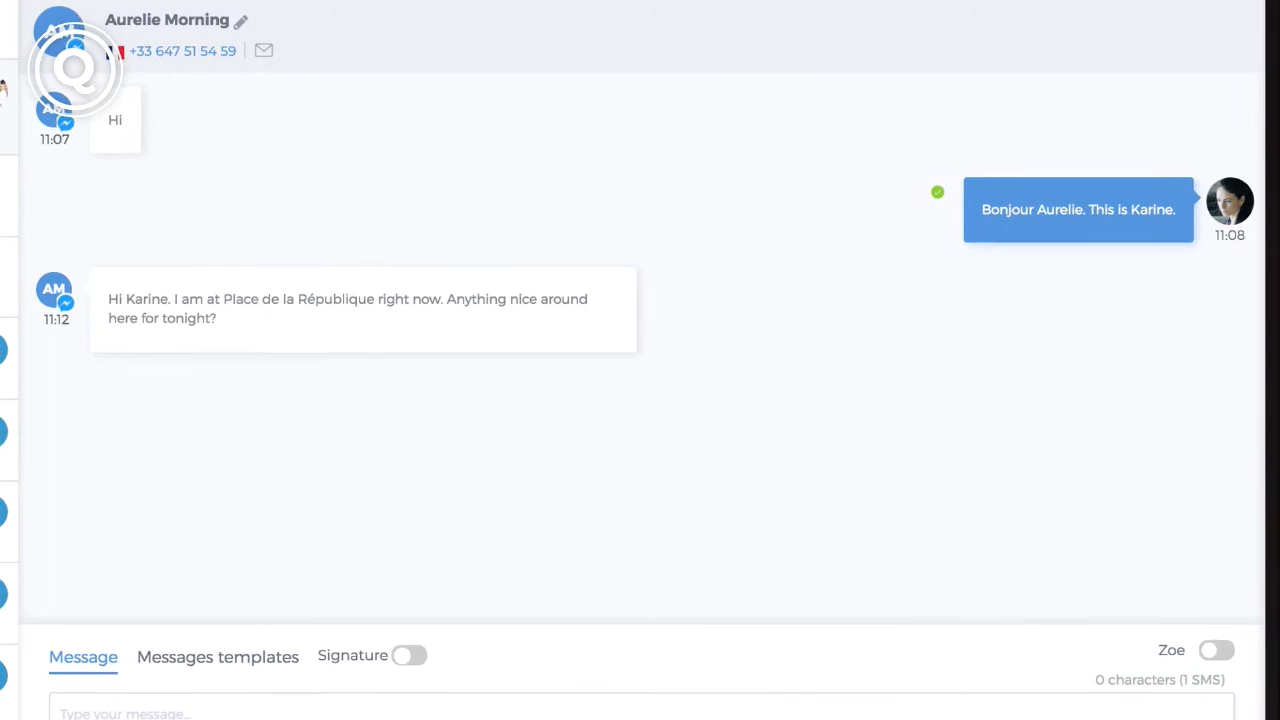 Aurelie Morning
+33 647 51 54 59
AM
Hi
11:07
Bonjour Aurelie. This is Karine.
11:08
AM
Hi Karine. I am at Place de la République right now. Anything nice around
here for tonight?
11:12
Message Messages templates Signature Zoe
0 characters (1 SMS)
Type your message...